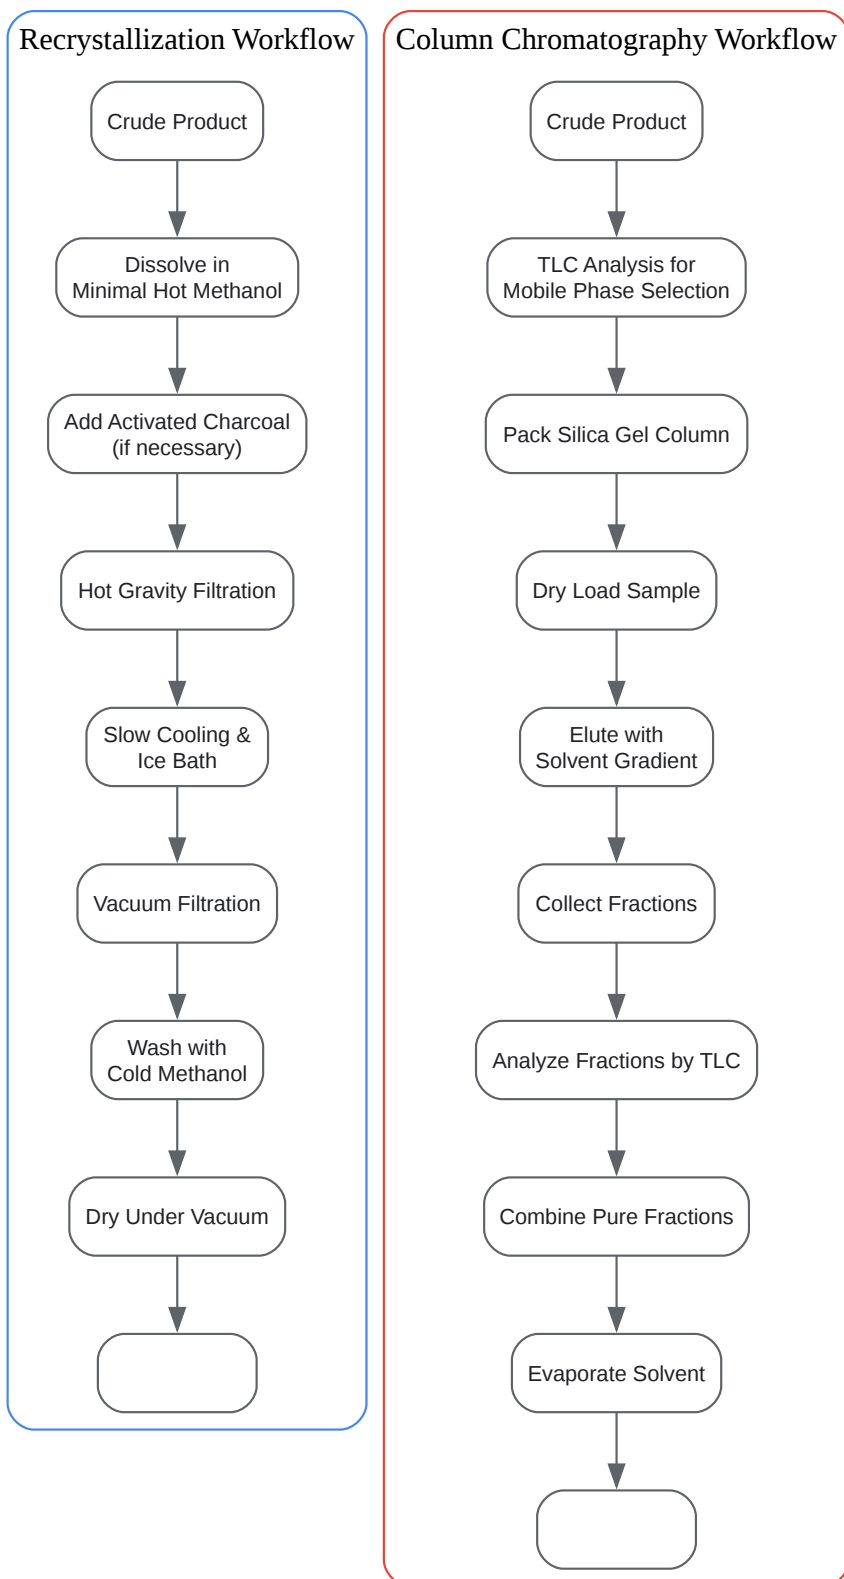 Recrystallization Workflow
Crude Product
Dissolve in
Minimal Hot Methanol
Add Activated Charcoal
(if necessary)
Hot Gravity Filtration
Slow Cooling &
Ice Bath
Vacuum Filtration
Wash with
Cold Methanol
Dry Under Vacuum
Column Chromatography Workflow
Crude Product
TLC Analysis for
Mobile Phase Selection
Pack Silica Gel Column
Dry Load Sample
Elute with
Solvent Gradient
Collect Fractions
Analyze Fractions by TLC
Combine Pure Fractions
Evaporate Solvent